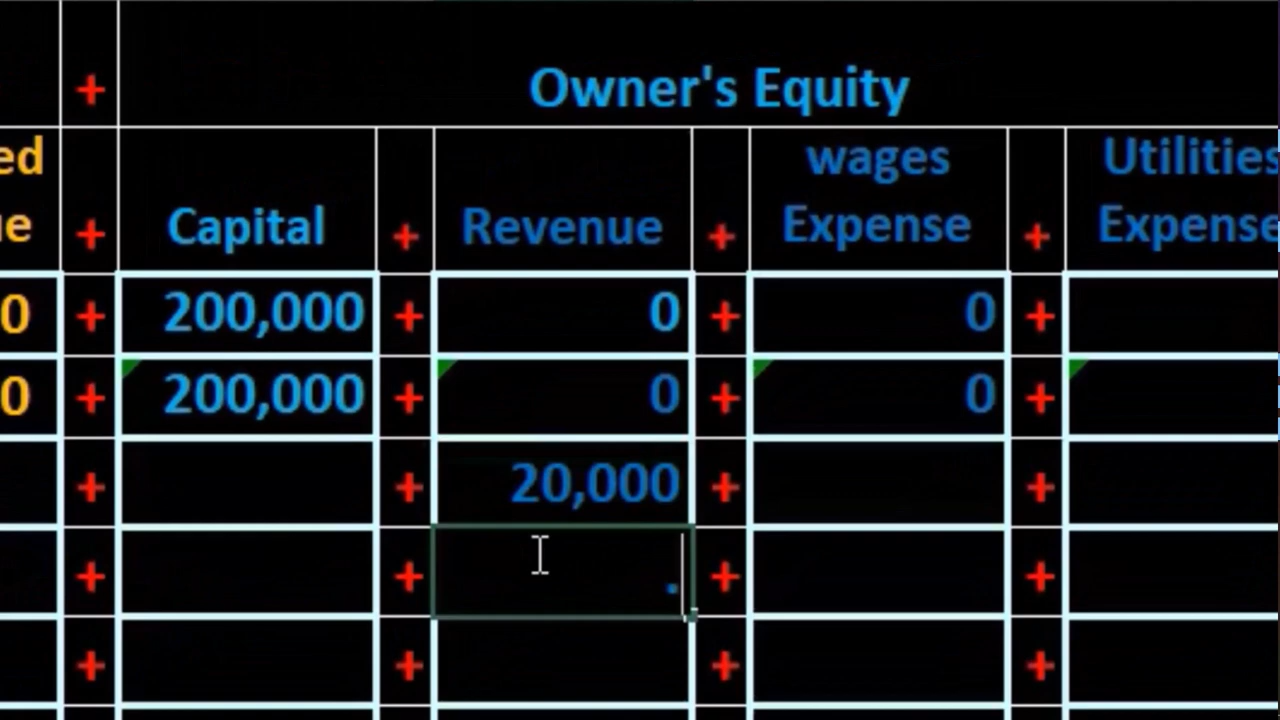 + Owner's Equity
ed wages Utilities
ue + Capital + Revenue + Expense + Expense
0 + 200,000 + 0 + 0 +
0 + 200,000 + 0 + 0 +
+ + 20,000 + +
+ + . + +
+ + + +